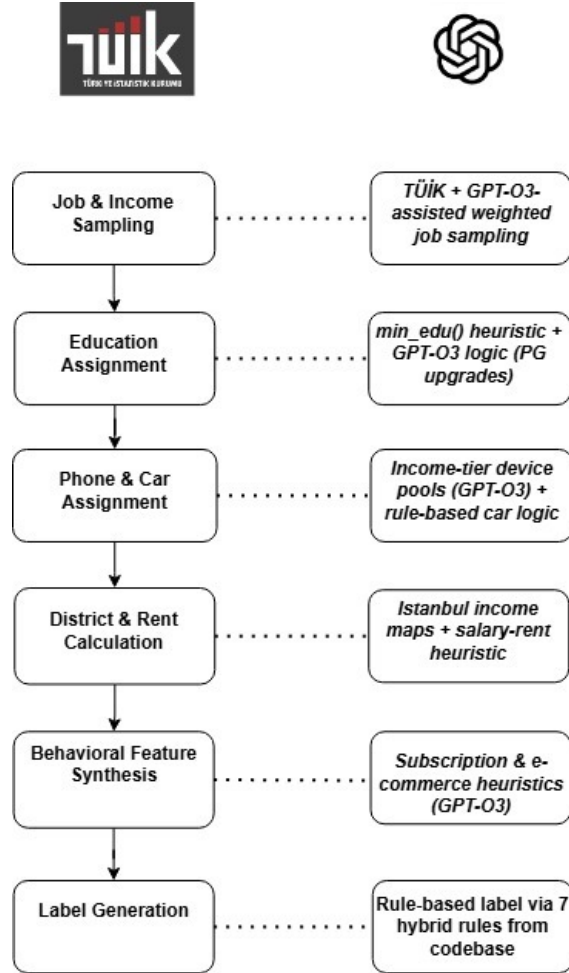 TÜİK
TÜRKİYE İSTATİSTİK KURUMU
Job & Income
Sampling
TÜİK + GPT-O3-
assisted weighted
job sampling
Education
Assignment
min_edu() heuristic +
GPT-O3 logic (PG
upgrades)
Phone & Car
Assignment
Income-tier device
pools (GPT-O3) +
rule-based car logic
District & Rent
Calculation
Istanbul income
maps + salary-rent
heuristic
Behavioral Feature
Synthesis
Subscription & e-
commerce heuristics
(GPT-O3)
Label Generation
Rule-based label via 7
hybrid rules from
codebase